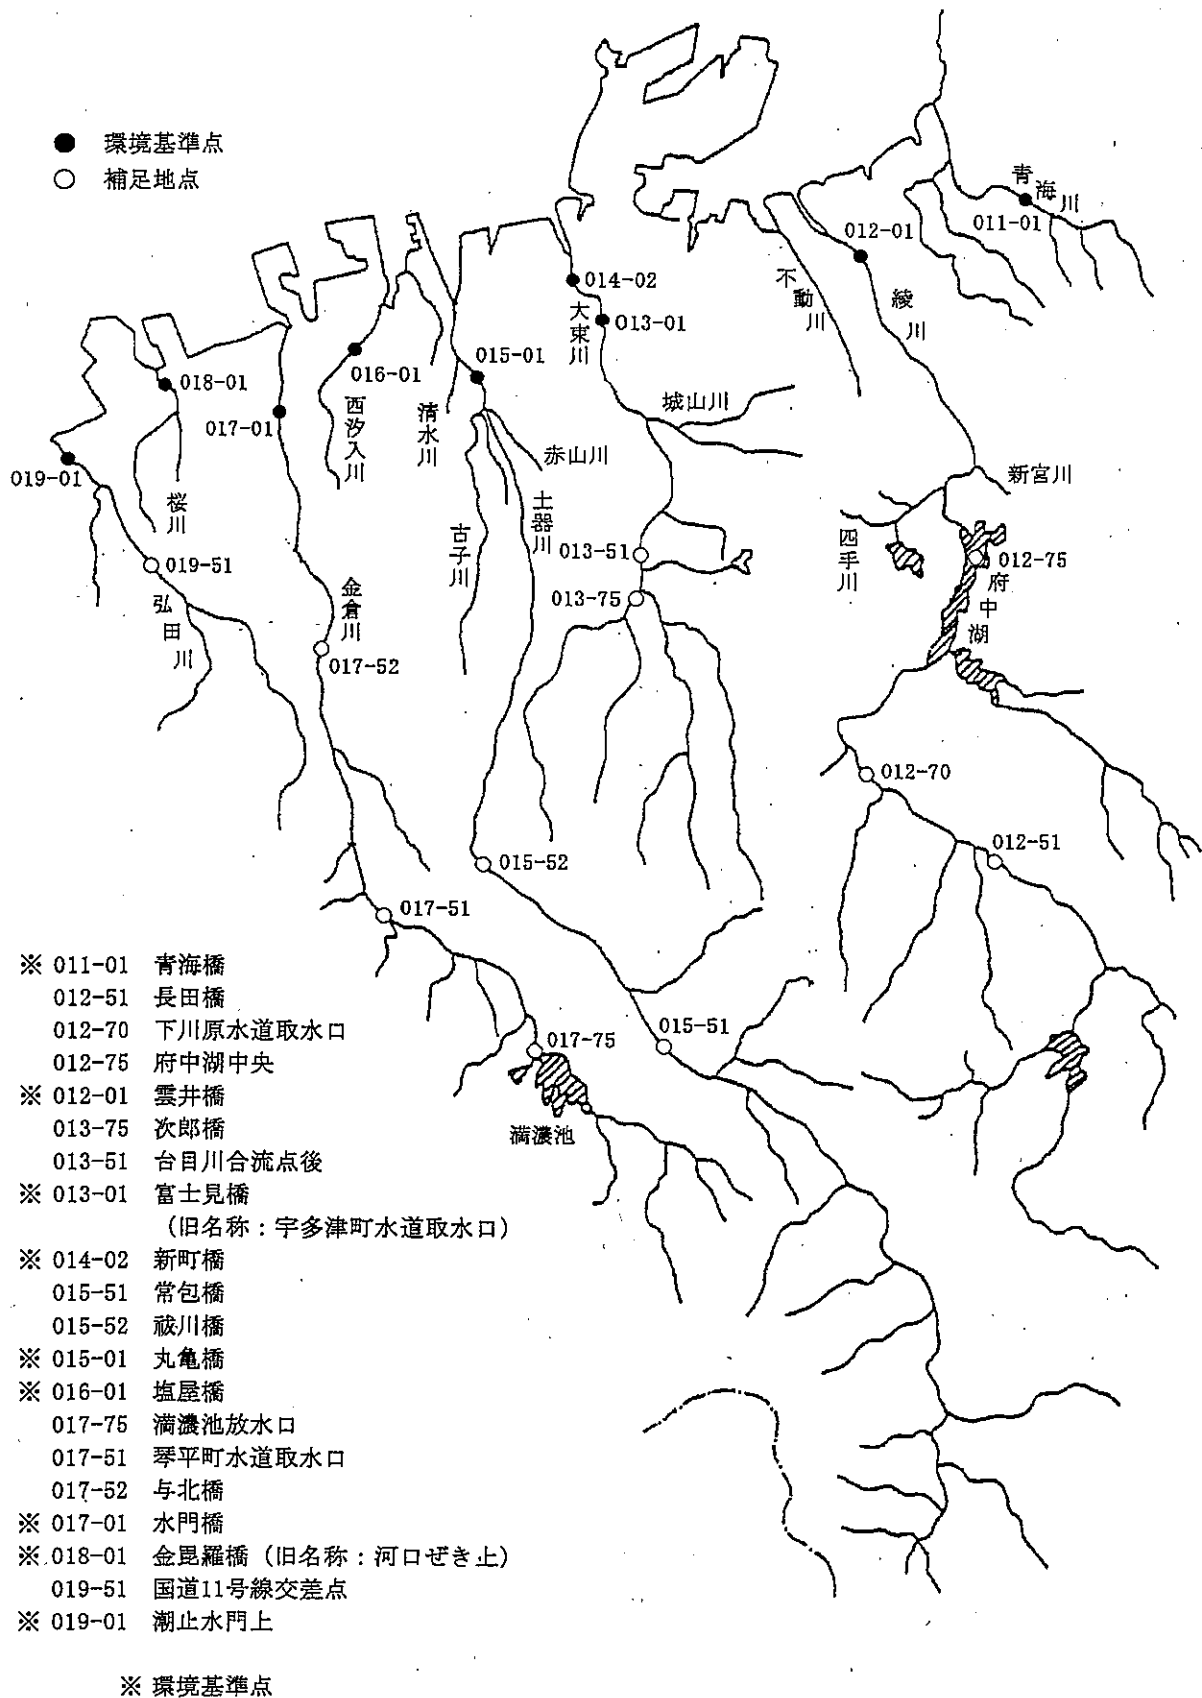 ● 環境基準点
○ 補足地点
青海川
011-01
012-01
不動川
綾川
014-02
大束川
013-01
015-01
016-01
018-01
017-01
西汐入川
清水川
城山川
赤山川
019-01
桜川
新宮川
土器川
古子川
四手川
013-51
012-75
019-51
府中湖
金倉川
013-75
弘田川
017-52
012-70
015-52
012-51
017-51
017-75
015-51
満濃池
※ 011-01 青海橋
012-51 長田橋
012-70 下川原水道取水口
012-75 府中湖中央
※ 012-01 雲井橋
013-75 次郎橋
013-51 台目川合流点後
※ 013-01 富士見橋
(旧名称：宇多津町水道取水口)
※ 014-02 新町橋
015-51 常包橋
015-52 祓川橋
※ 015-01 丸亀橋
※ 016-01 塩屋橋
017-75 満濃池放水口
017-51 琴平町水道取水口
017-52 与北橋
※ 017-01 水門橋
※ 018-01 金毘羅橋 (旧名称：河口ぜき上)
019-51 国道11号線交差点
※ 019-01 潮止水門上
※ 環境基準点